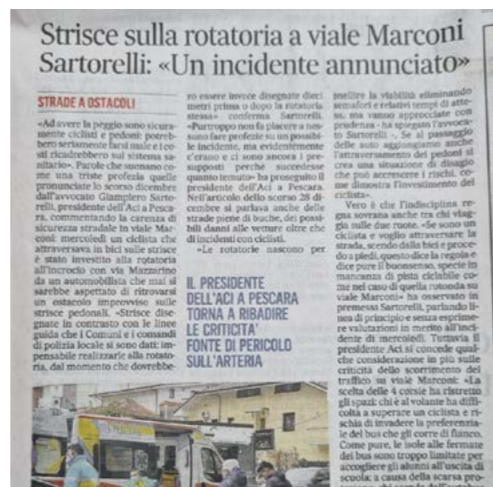 Strisce sulla rotatoria a viale Marconi
Sartorelli: «Un incidente annunciato»
STRADE A OSTACOLI
«Ad avere la peggio sono sicura-
mente ciclisti e pedoni: potreb-
bero seriamente farsi male e i co-
sti ricadrebbero sul sistema sa-
nitario». Parole che suonano co-
me una triste profezia quelle
pronunciate lo scorso dicembre
dall'avvocato Giampiero Sarto-
relli, presidente dell'Aci a Pesca-
ra, commentando la carenza di
sicurezza stradale in viale Mar-
coni: mercoledì un ciclista che
attraversava in bici sulle strisce
è stato investito alla rotatoria
all'incrocio con via Mazzarino
da un automobilista che mai si
sarebbe aspettato di ritrovarsi
un ostacolo improvviso sulle
strisce pedonali. «Strisce dise-
gnate in contrasto con le linee
guida che i Comuni e i comandi
di polizia locale si sono dati: im-
pensabile realizzarle alla rotato-
ria, dal momento che dovrebbe-
ro essere invece disegnate dieci
metri prima o dopo la rotatoria
stessa» conferma Sartorelli.
«Purtroppo non fa piacere a nes-
suno fare profezie su un possibi-
le incidente, ma evidentemente
c'erano e ci sono ancora i pre-
supposti perché succedesse
quanto temuto» ha proseguito il
presidente dell'Aci a Pescara.
Nell'articolo dello scorso 28 di-
cembre si parlava anche delle
strade piene di buche, dei possi-
bili danni alle vetture oltre che
di incidenti con ciclisti.
«Le rotatorie nascono per
IL PRESIDENTE
DELL'ACI A PESCARA
TORNA A RIBADIRE
LE CRITICITA'
FONTE DI PERICOLO
SULL'ARTERIA
snellire la viabilità eliminando
semafori e relativi tempi di atte-
sa, ma vanno approcciate con
prudenza - ha spiegato l'avvoca-
to Sartorelli -. Se al passaggio
delle auto aggiungiamo anche
l'attraversamento dei pedoni si
crea una situazione di disagio
che può accrescere i rischi, co-
me dimostra l'investimento del
ciclista».
Vero è che l'indisciplina re-
gna sovrana anche tra chi viag-
gia sulle due ruote. «Se sono un
ciclista e voglio attraversare la
strada, scendo dalla bici e proce-
do a piedi, questo dice la regola e
dice pure il buonsenso, specie in
mancanza di pista ciclabile co-
me nel caso di quella rotonda su
viale Marconi» ha osservato in
premessa Sartorelli, parlando in
linea di principio e senza esprime-
re valutazioni in merito all'inci-
dente di mercoledì. Tuttavia il
presidente Aci si concede qual-
che considerazione in più sulle
criticità dello scorrimento del
traffico su viale Marconi: «La
scelta delle 4 corsie ha ristretto
gli spazi: chi è al volante ha diffi-
coltà a superare un ciclista e ri-
schia di invadere la preferenzia-
le del bus che gli corre di fianco.
Come pure, le isole alle fermate
dei bus sono troppo limitate per
accogliere gli alunni all'uscita di
scuola: a causa della scarsa pro-